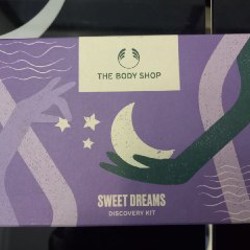 THE BODY SHOP
SWEET DREAMS
DISCOVERY KIT